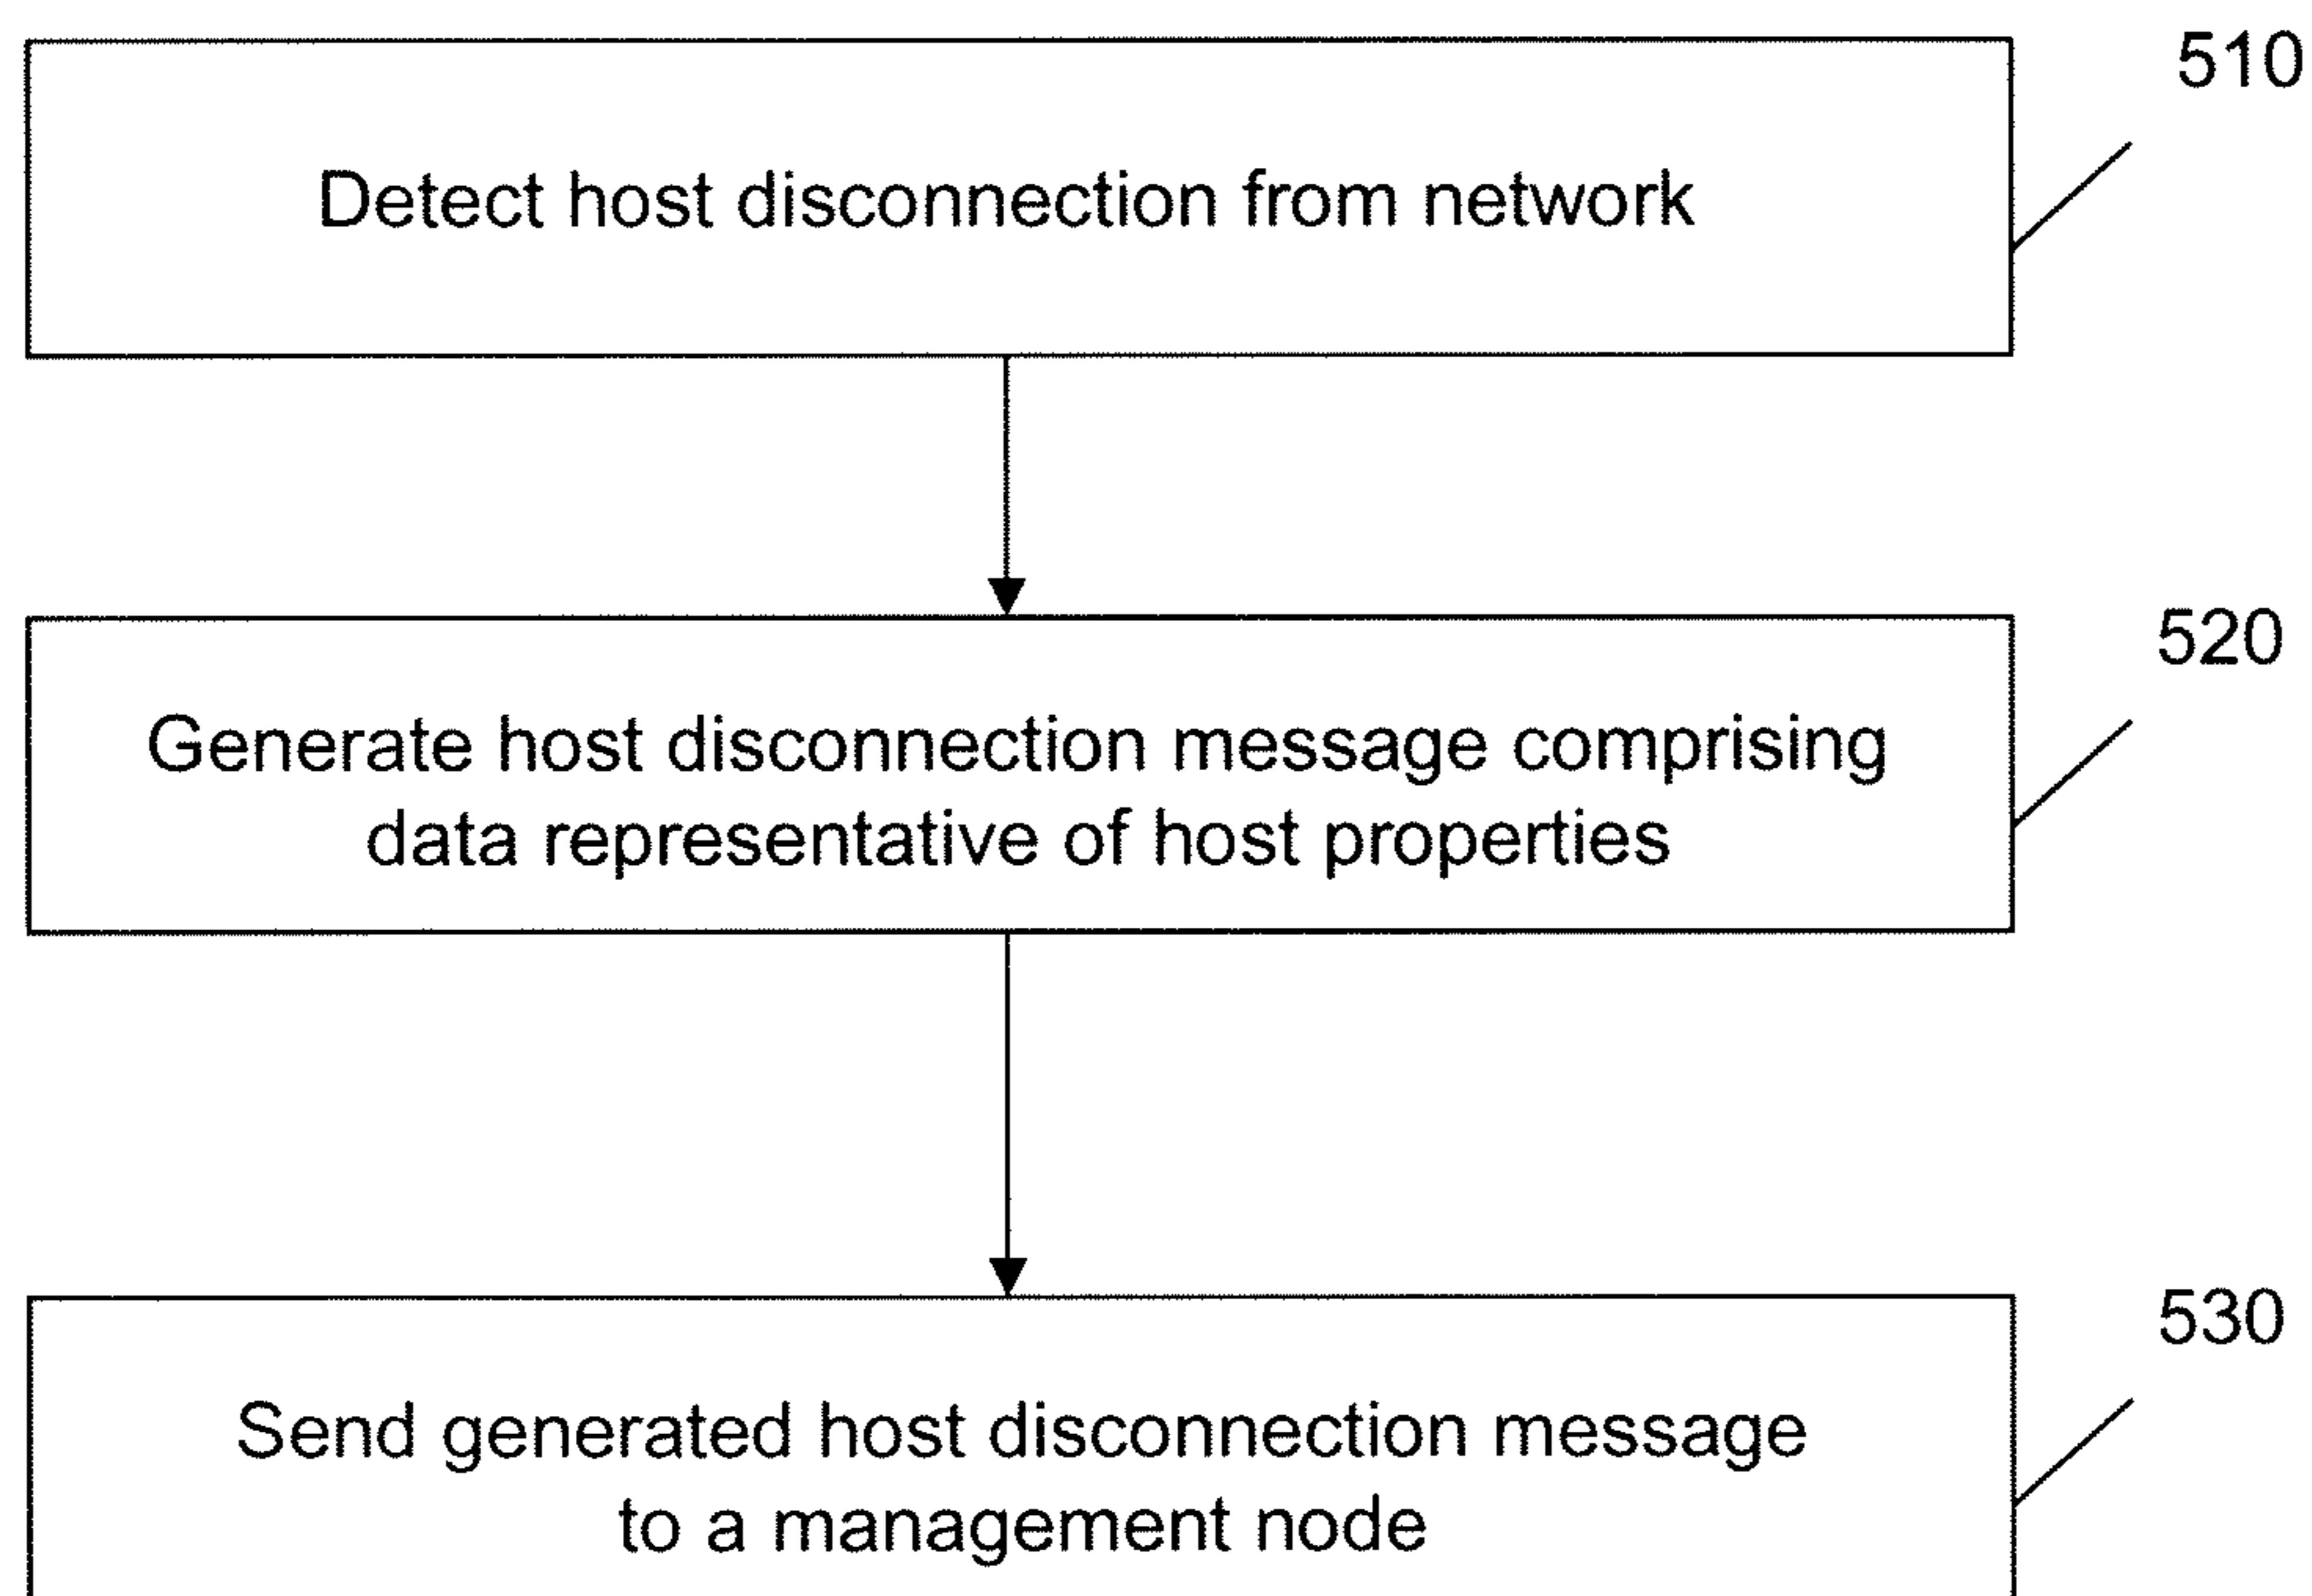 510
Detect host disconnection from network
520
Generate host disconnection message comprising
data representative of host properties
530
Send generated host disconnection message
to a management node